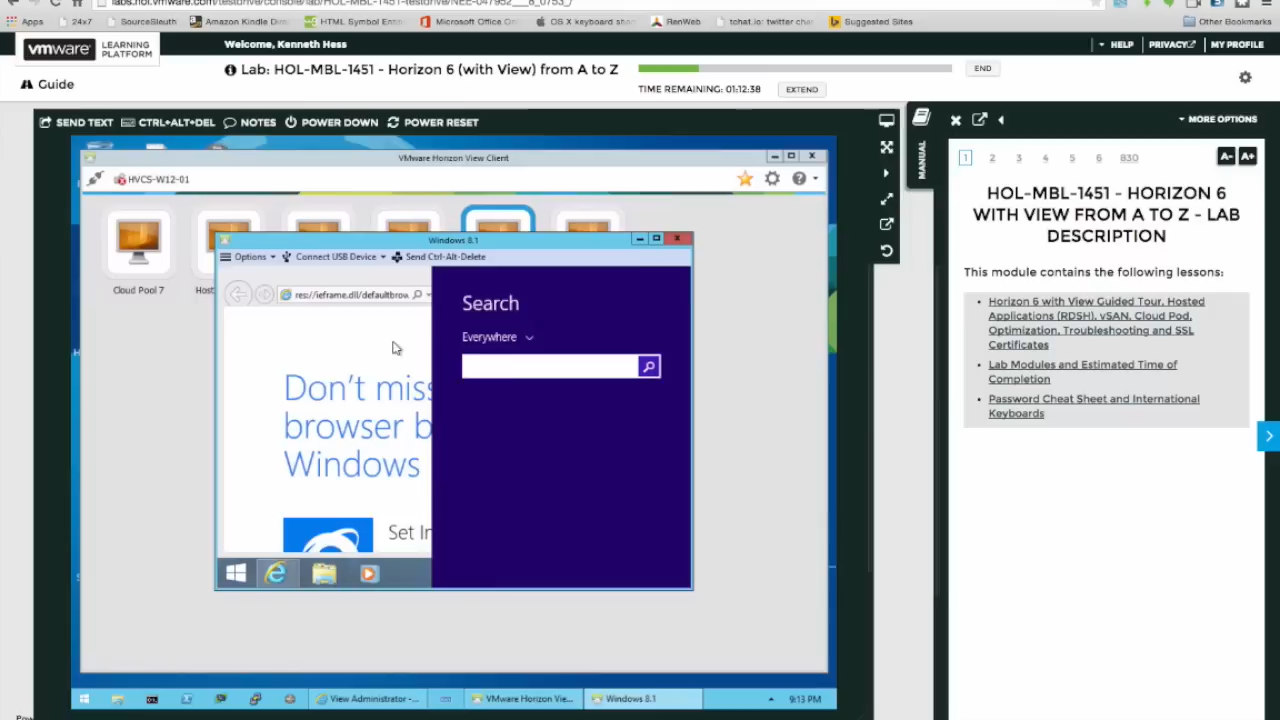 labs.hol.vmware.com/testdrive/console/lab/HOL-MBL-1451-testdrive/NEE-047952
Apps 24x7 SourceSleuth Amazon Kindle Dire HTML Symbol Entit Microsoft Office On OS X keyboard shor RenWeb tchat.io: twitter chat Bing Suggested Sites Other Bookmarks
vmware LEARNING PLATFORM
Welcome, Kenneth Hess
HELP PRIVACY MY PROFILE
Guide
Lab: HOL-MBL-1451 - Horizon 6 (with View) from A to Z
END
TIME REMAINING: 01:12:38
EXTEND
SEND TEXT CTRL+ALT+DEL NOTES POWER DOWN POWER RESET
VMware Horizon View Client
HVCS-W12-01
Cloud Pool 7
Host
Windows 8.1
Options Connect USB Device Send Ctrl-Alt-Delete
res://ieframe.dll/defaultbrow
Don't miss
browser b
Windows
Set In
Search
Everywhere
View Administrator -...
VMware Horizon Vie...
Windows 8.1
9:13 PM
MANUAL
MORE OPTIONS
1 2 3 4 5 6 830
A- A+
HOL-MBL-1451 - HORIZON 6
WITH VIEW FROM A TO Z - LAB
DESCRIPTION
This module contains the following lessons:
Horizon 6 with View Guided Tour, Hosted
Applications (RDSH), vSAN, Cloud Pod,
Optimization, Troubleshooting and SSL
Certificates
Lab Modules and Estimated Time of
Completion
Password Cheat Sheet and International
Keyboards